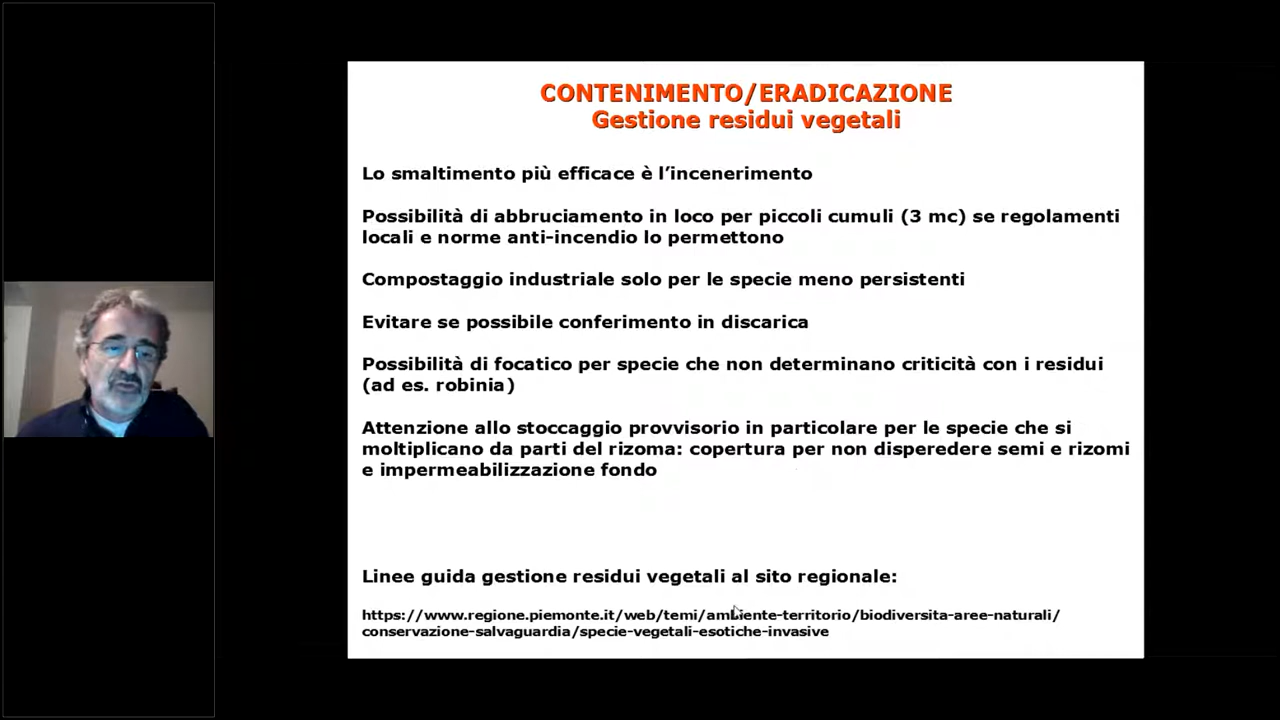 CONTENIMENTO/ERADICAZIONE
Gestione residui vegetali
Lo smaltimento più efficace è l'incenerimento
Possibilità di abbruciamento in loco per piccoli cumuli (3 mc) se regolamenti
locali e norme anti-incendio lo permettono
Compostaggio industriale solo per le specie meno persistenti
Evitare se possibile conferimento in discarica
Possibilità di focatico per specie che non determinano criticità con i residui
(ad es. robinia)
Attenzione allo stoccaggio provvisorio in particolare per le specie che si
moltiplicano da parti del rizoma: copertura per non disperedere semi e rizomi
e impermeabilizzazione fondo
Linee guida gestione residui vegetali al sito regionale:
https://www.regione.piemonte.it/web/temi/ambiente-territorio/biodiversita-aree-naturali/
conservazione-salvaguardia/specie-vegetali-esotiche-invasive